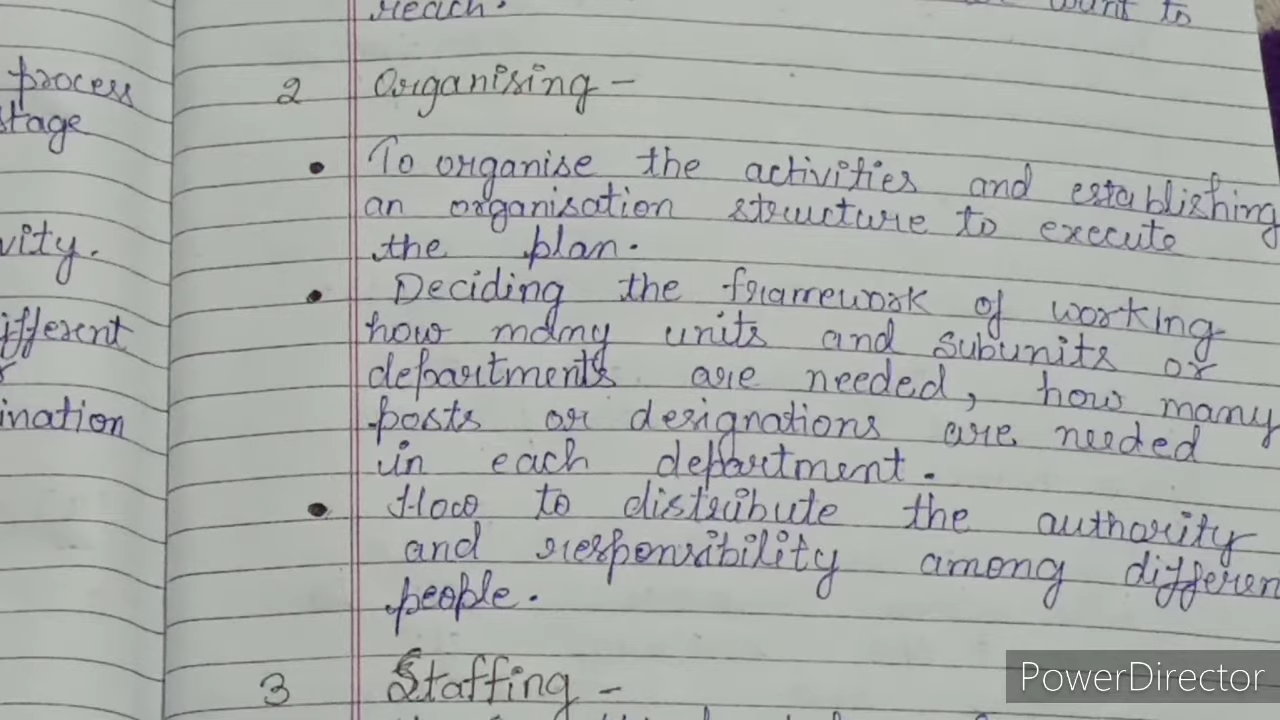 reach.
want to
process
stage
vity.
ifferent
ination
2 Organising -
• To organise the activities and establishing
an organisation structure to execute
the plan.
• Deciding the framework of working
how many units and subunits or
departments are needed, how many
posts or designations are needed
in each department.
• How to distribute the authority
and responsibility among differen
people.
3 Staffing -
PowerDirector